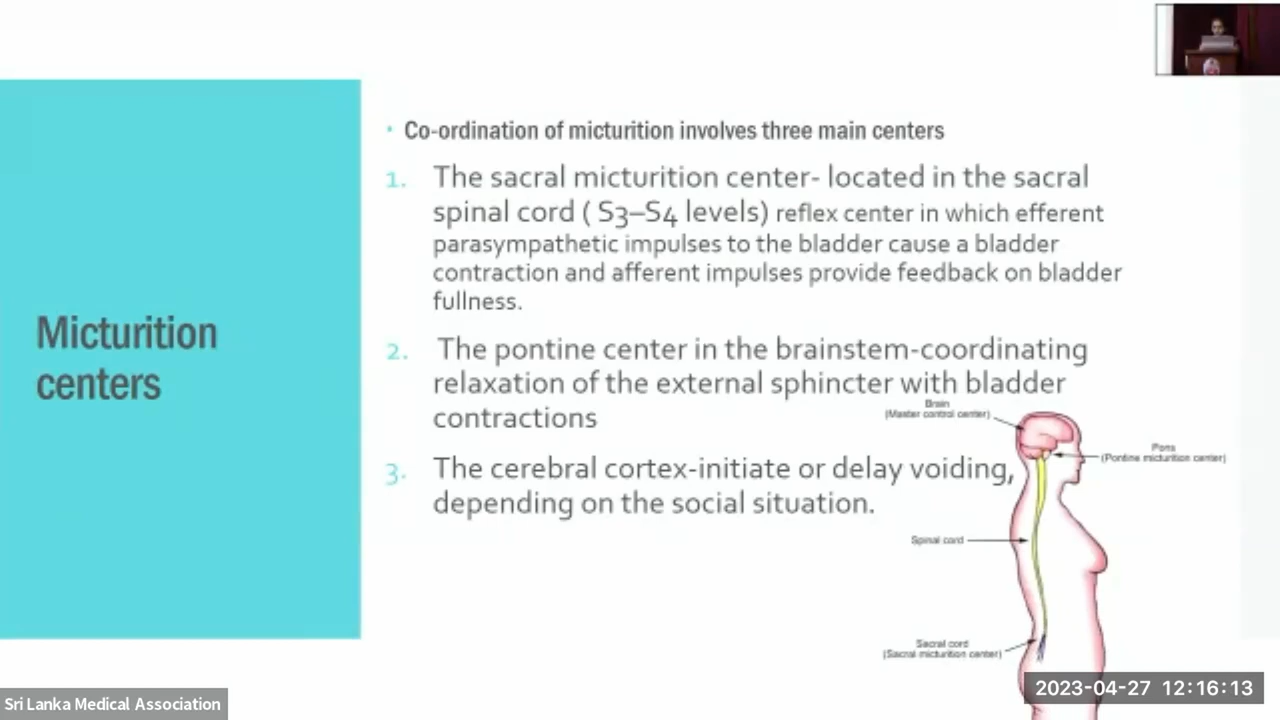 Micturition
centers
• Co-ordination of micturition involves three main centers
1. The sacral micturition center- located in the sacral
spinal cord ( S3–S4 levels) reflex center in which efferent
parasympathetic impulses to the bladder cause a bladder
contraction and afferent impulses provide feedback on bladder
fullness.
2. The pontine center in the brainstem-coordinating
relaxation of the external sphincter with bladder
contractions
3. The cerebral cortex-initiate or delay voiding,
depending on the social situation.
Brain
(Master control center)
Pons
(Pontine micturition center)
Spinal cord
Sacral cord
(Sacral micturition center)
2023-04-27 12:16:13
Sri Lanka Medical Association